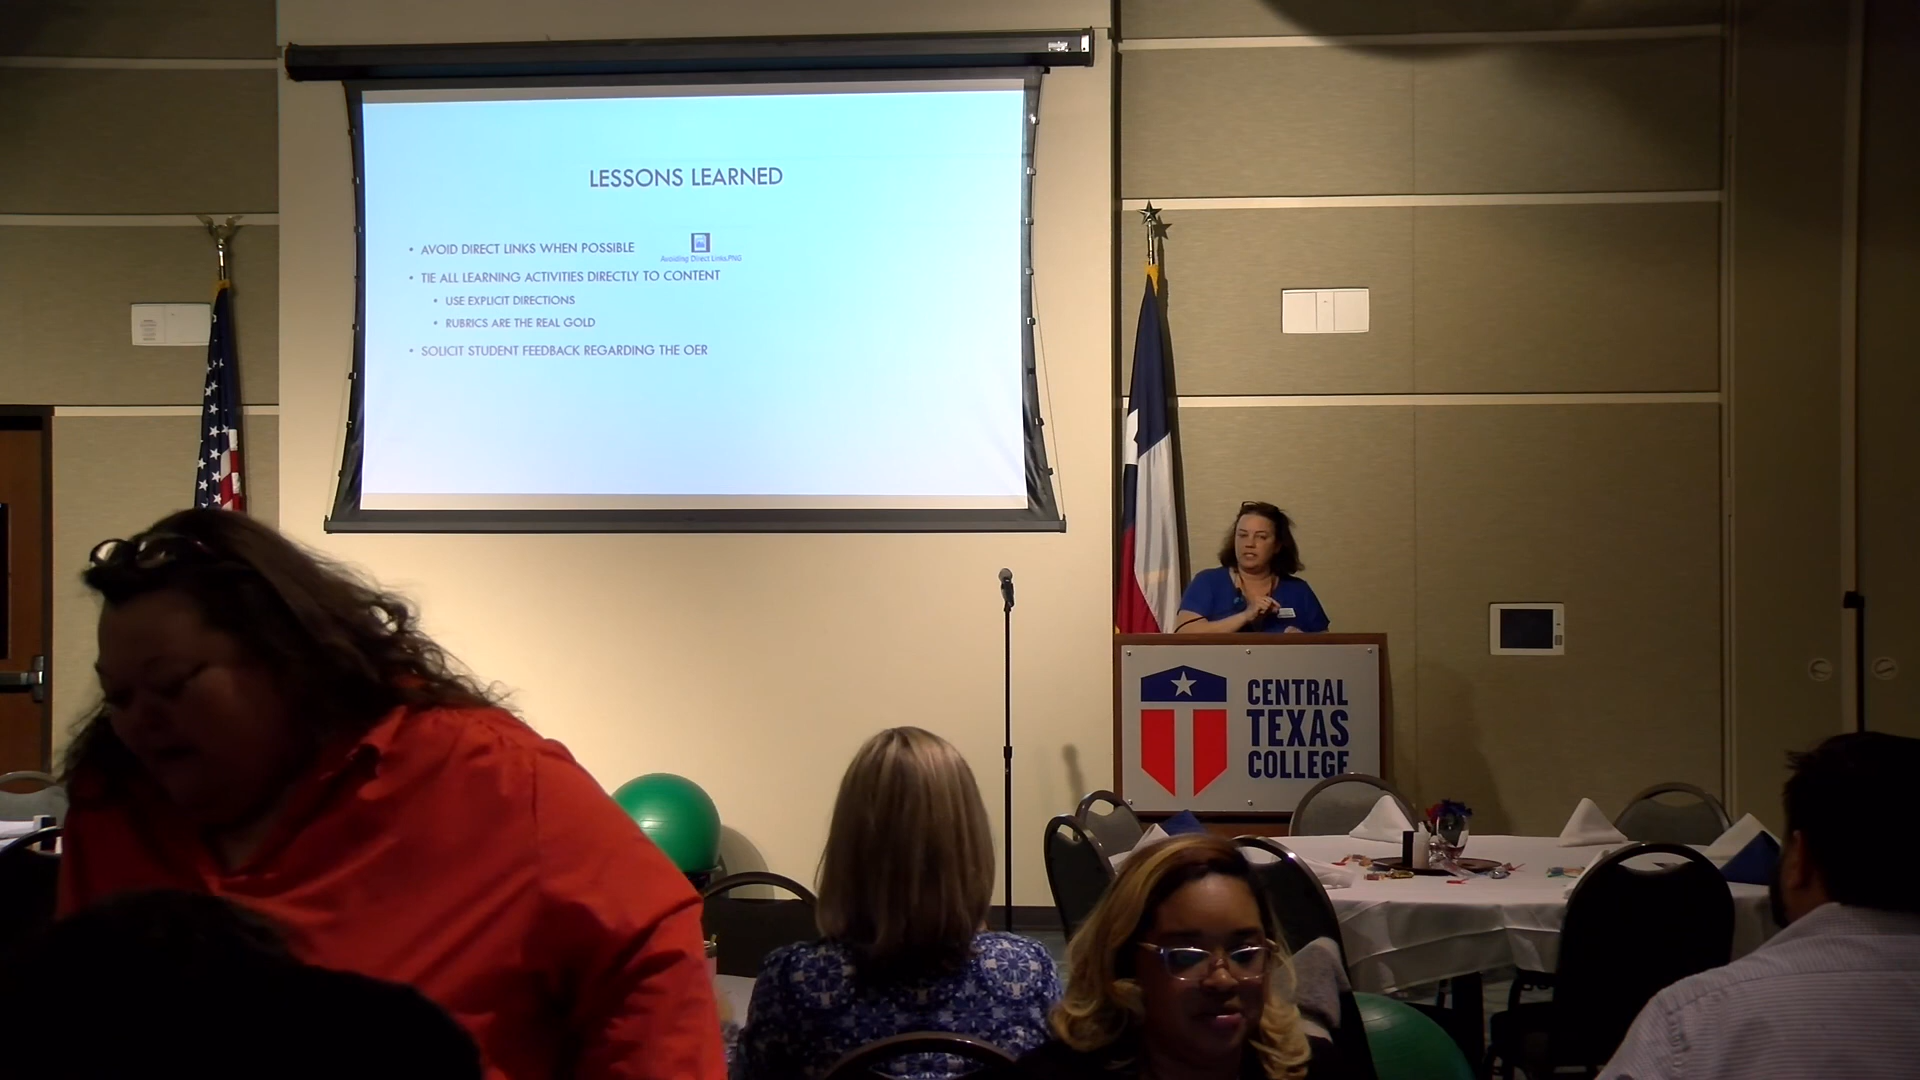 LESSONS LEARNED
• AVOID DIRECT LINKS WHEN POSSIBLE
Avoiding Direct Links.PNG
• TIE ALL LEARNING ACTIVITIES DIRECTLY TO CONTENT
• USE EXPLICIT DIRECTIONS
• RUBRICS ARE THE REAL GOLD
• SOLICIT STUDENT FEEDBACK REGARDING THE OER
CENTRAL
TEXAS
COLLEGE